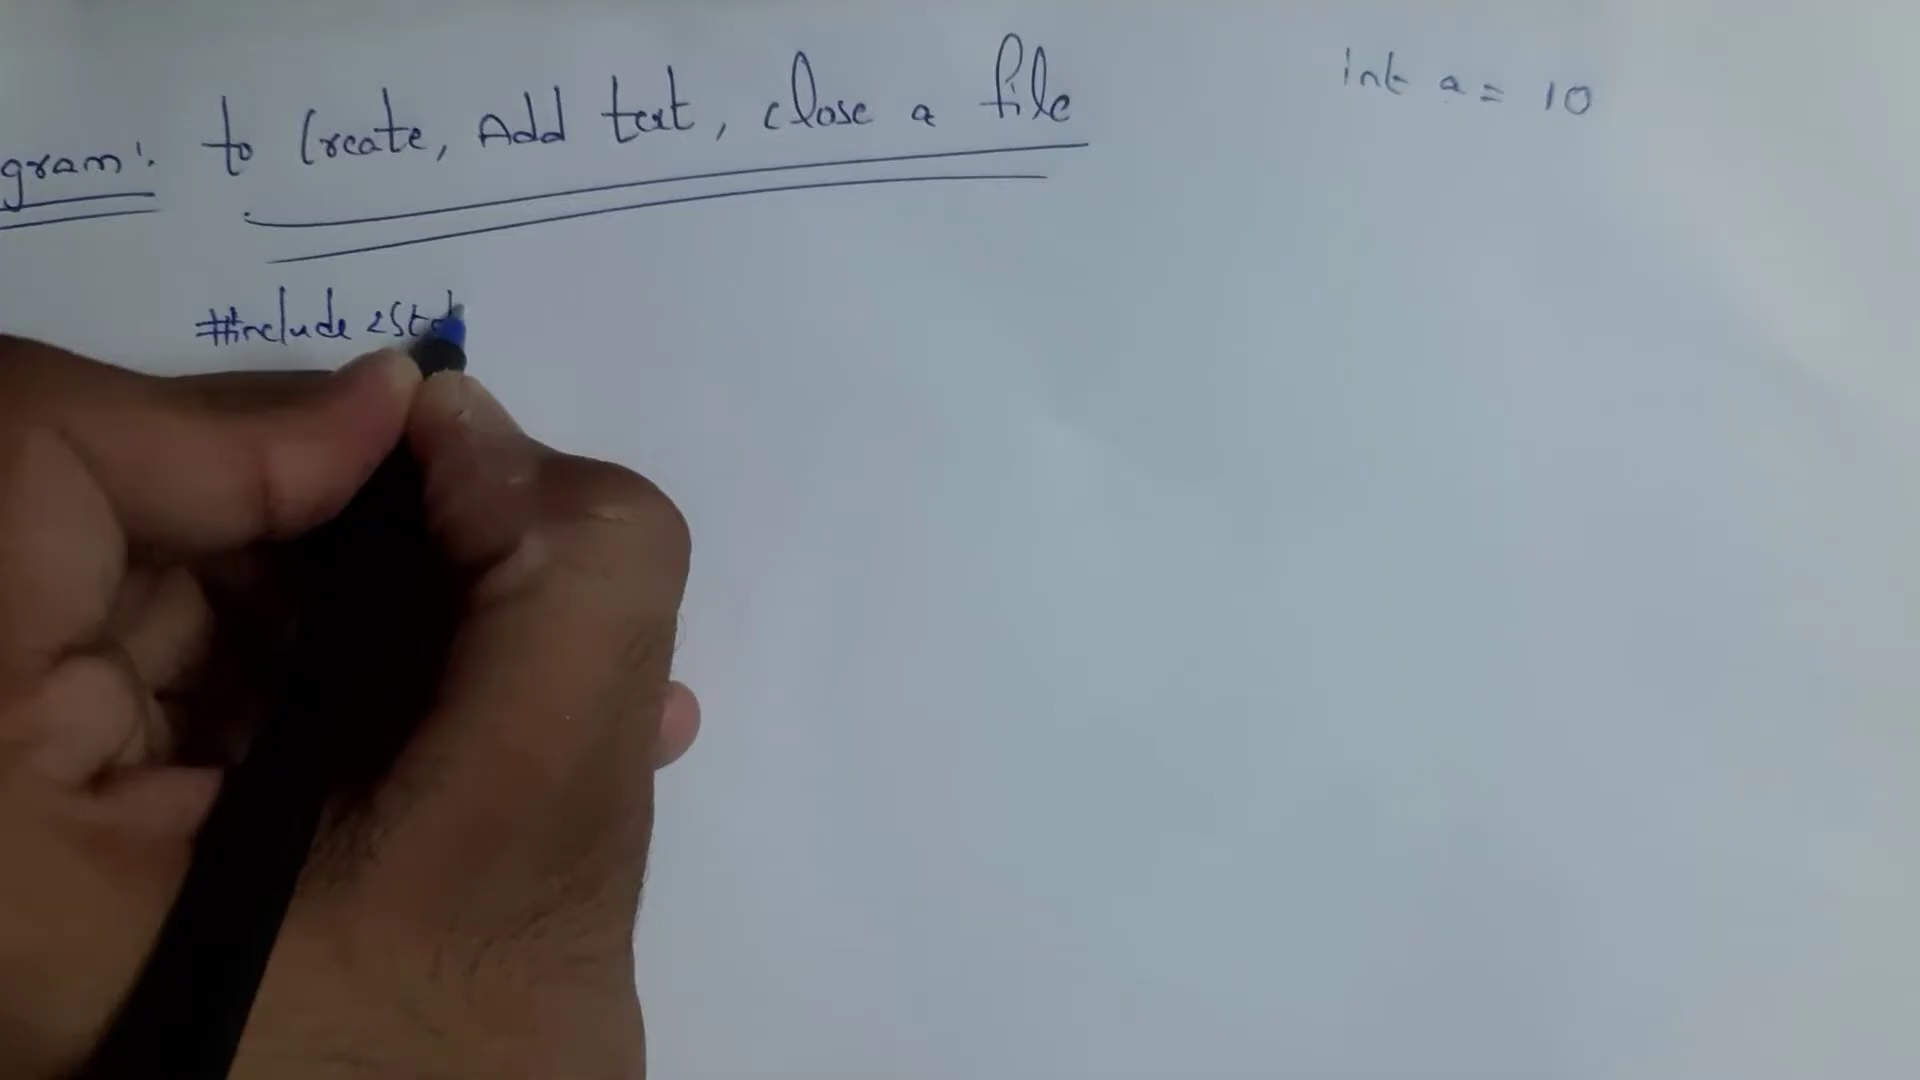 gram: to Create, Add text, close a file
int a = 10
#include <Std